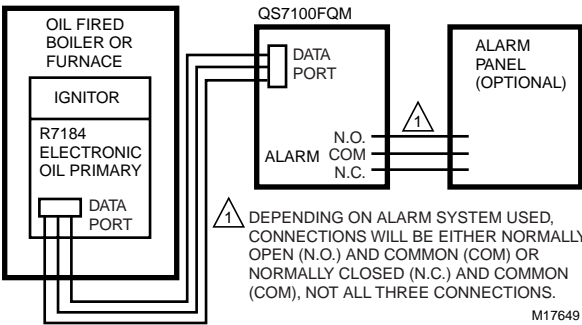 OIL FIRED
BOILER OR
FURNACE
IGNITOR
R7184
ELECTRONIC
OIL PRIMARY
DATA
PORT
QS7100FQM
DATA
PORT
N.O.
ALARM COM
N.C.
1
ALARM
PANEL
(OPTIONAL)
1 DEPENDING ON ALARM SYSTEM USED,
CONNECTIONS WILL BE EITHER NORMALLY
OPEN (N.O.) AND COMMON (COM) OR
NORMALLY CLOSED (N.C.) AND COMMON
(COM), NOT ALL THREE CONNECTIONS.
M17649